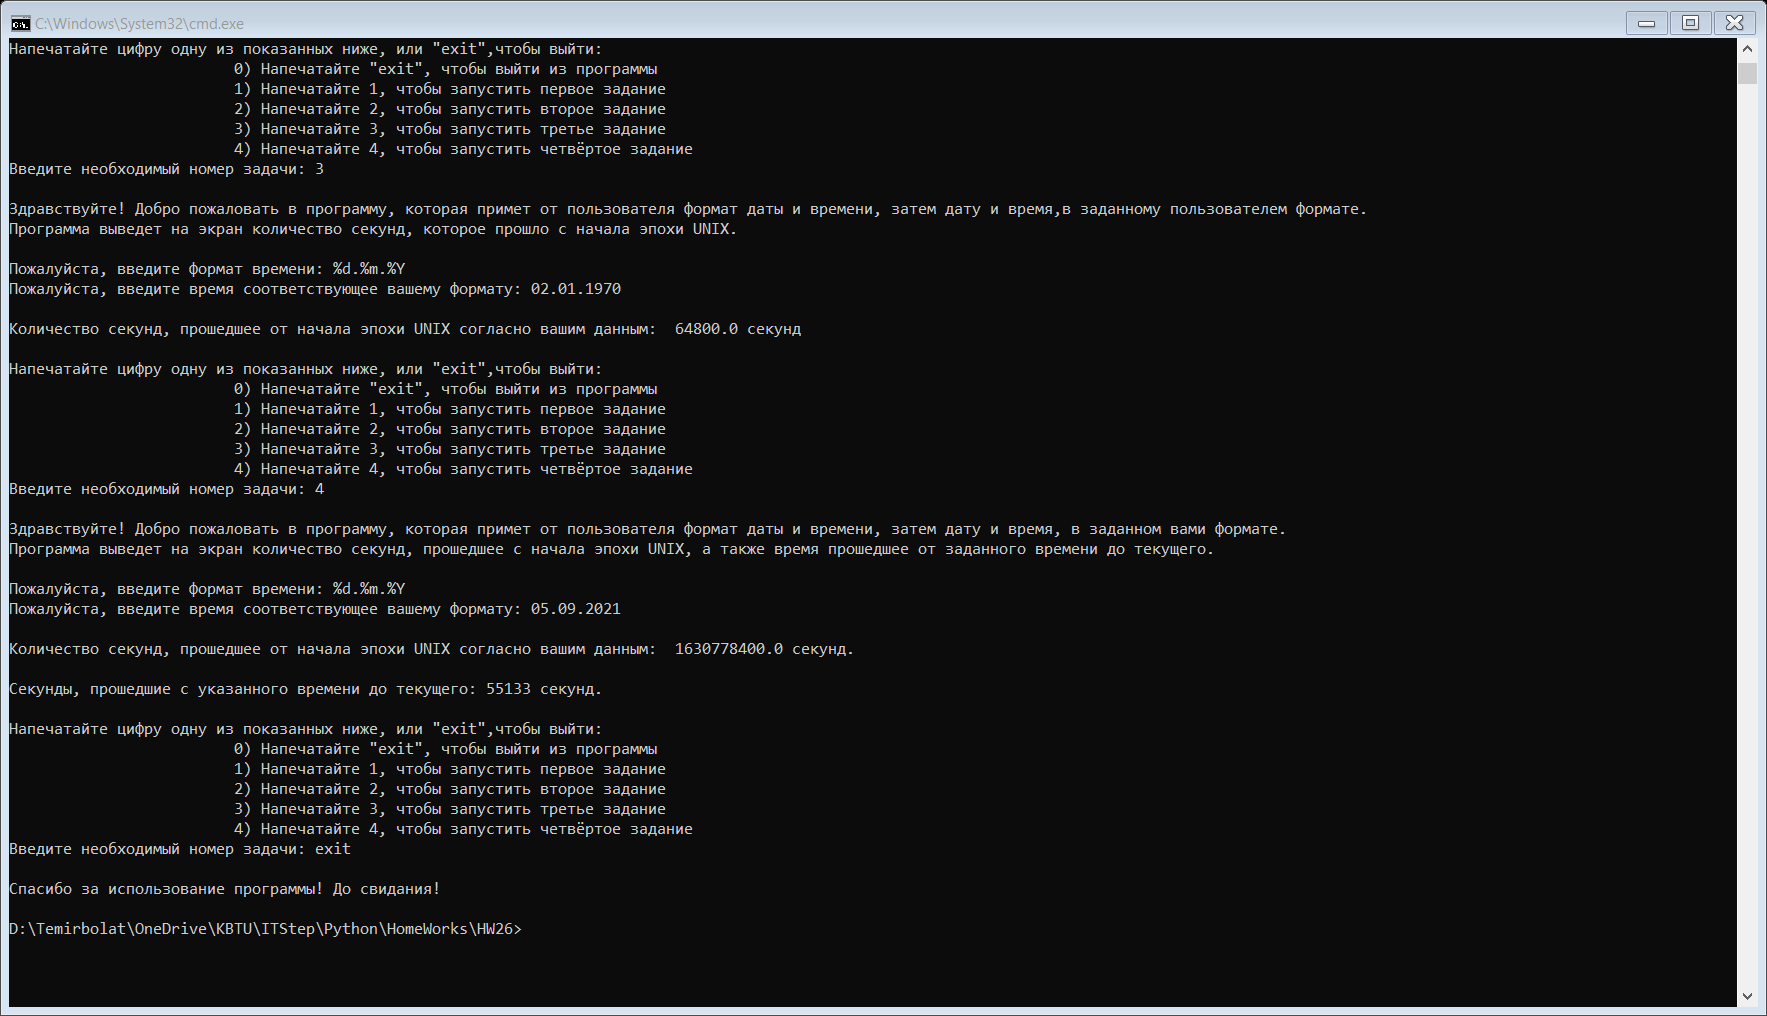 C:\Windows\System32\cmd.exe
Напечатайте цифру одну из показанных ниже, или "exit",чтобы выйти:
0) Напечатайте "exit", чтобы выйти из программы
1) Напечатайте 1, чтобы запустить первое задание
2) Напечатайте 2, чтобы запустить второе задание
3) Напечатайте 3, чтобы запустить третье задание
4) Напечатайте 4, чтобы запустить четвёртое задание
Введите необходимый номер задачи: 3
Здравствуйте! Добро пожаловать в программу, которая примет от пользователя формат даты и времени, затем дату и время,в заданному пользователем формате.
Программа выведет на экран количество секунд, которое прошло с начала эпохи UNIX.
Пожалуйста, введите формат времени: %d.%m.%Y
Пожалуйста, введите время соответствующее вашему формату: 02.01.1970
Количество секунд, прошедшее от начала эпохи UNIX согласно вашим данным:  64800.0 секунд
Напечатайте цифру одну из показанных ниже, или "exit",чтобы выйти:
0) Напечатайте "exit", чтобы выйти из программы
1) Напечатайте 1, чтобы запустить первое задание
2) Напечатайте 2, чтобы запустить второе задание
3) Напечатайте 3, чтобы запустить третье задание
4) Напечатайте 4, чтобы запустить четвёртое задание
Введите необходимый номер задачи: 4
Здравствуйте! Добро пожаловать в программу, которая примет от пользователя формат даты и времени, затем дату и время, в заданном вами формате.
Программа выведет на экран количество секунд, прошедшее с начала эпохи UNIX, а также время прошедшее от заданного времени до текущего.
Пожалуйста, введите формат времени: %d.%m.%Y
Пожалуйста, введите время соответствующее вашему формату: 05.09.2021
Количество секунд, прошедшее от начала эпохи UNIX согласно вашим данным:  1630778400.0 секунд.
Секунды, прошедшие с указанного времени до текущего: 55133 секунд.
Напечатайте цифру одну из показанных ниже, или "exit",чтобы выйти:
0) Напечатайте "exit", чтобы выйти из программы
1) Напечатайте 1, чтобы запустить первое задание
2) Напечатайте 2, чтобы запустить второе задание
3) Напечатайте 3, чтобы запустить третье задание
4) Напечатайте 4, чтобы запустить четвёртое задание
Введите необходимый номер задачи: exit
Спасибо за использование программы! До свидания!
D:\Temirbolat\OneDrive\KBTU\ITStep\Python\HomeWorks\HW26>